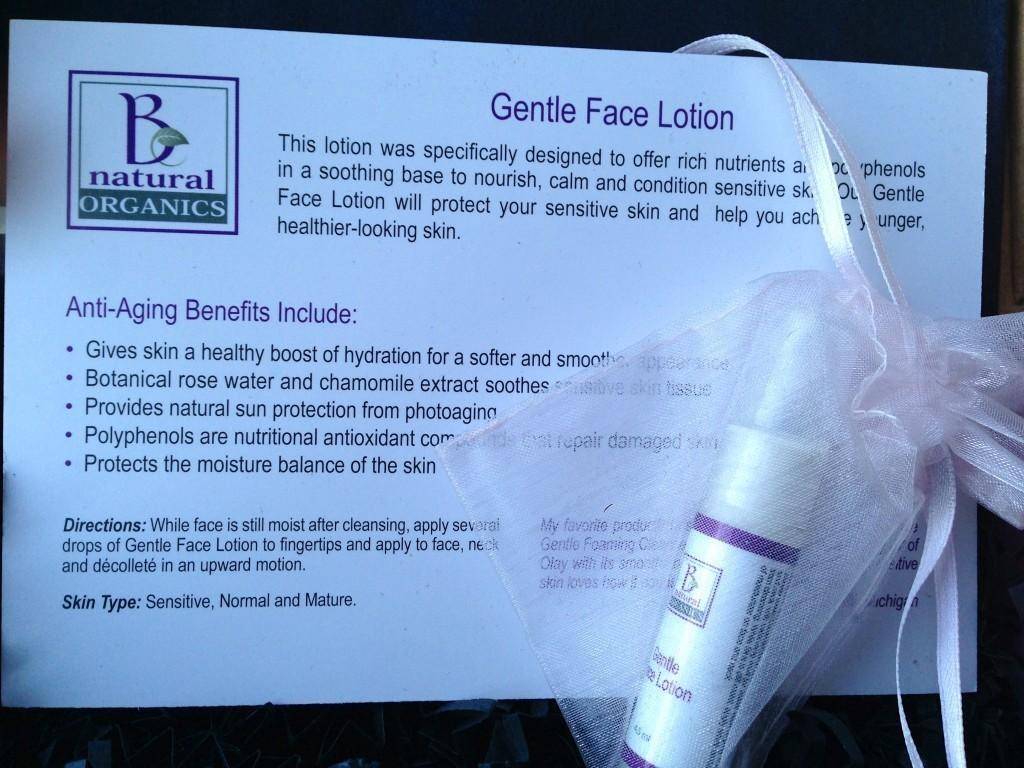 B
natural
ORGANICS
Gentle Face Lotion
This lotion was specifically designed to offer rich nutrients polyphenols
in a soothing base to nourish, calm and condition sensitive Our Gentle
Face Lotion will protect your sensitive skin and help you younger,
healthier-looking skin.
Anti-Aging Benefits Include:
• Gives skin a healthy boost of hydration for a softer and smoother appearance
• Botanical rose water and chamomile extract soothes sensitive skin tissue
• Provides natural sun protection from photoaging
• Polyphenols are nutritional antioxidant compounds that repair damaged skin
• Protects the moisture balance of the skin
Directions: While face is still moist after cleansing, apply several
drops of Gentle Face Lotion to fingertips and apply to face, neck
and décolleté in an upward motion.
Skin Type: Sensitive, Normal and Mature.
My favorite
Gentle Foaming of
Olay with its
skin loves how it
Michigan
B
natural
ORGANICS
Gentle
Face Lotion